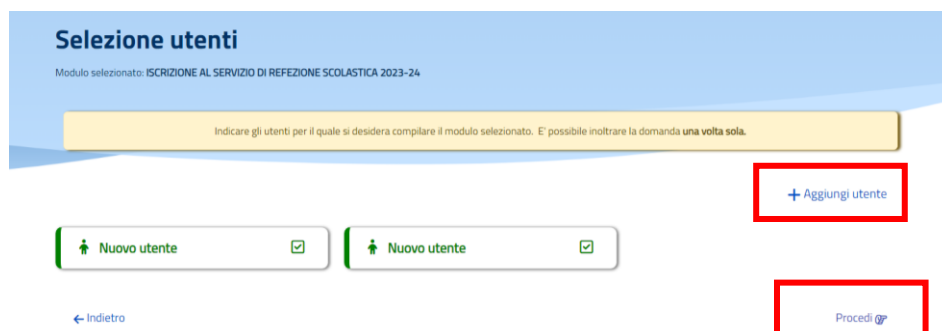 Selezione utenti
Modulo selezionato: ISCRIZIONE AL SERVIZIO DI REFEZIONE SCOLASTICA 2023-24
Indicare gli utenti per il quale si desidera compilare il modulo selezionato. E' possibile inoltrare la domanda una volta sola.
+ Aggiungi utente
Nuovo utente
Nuovo utente
← Indietro
Procedi